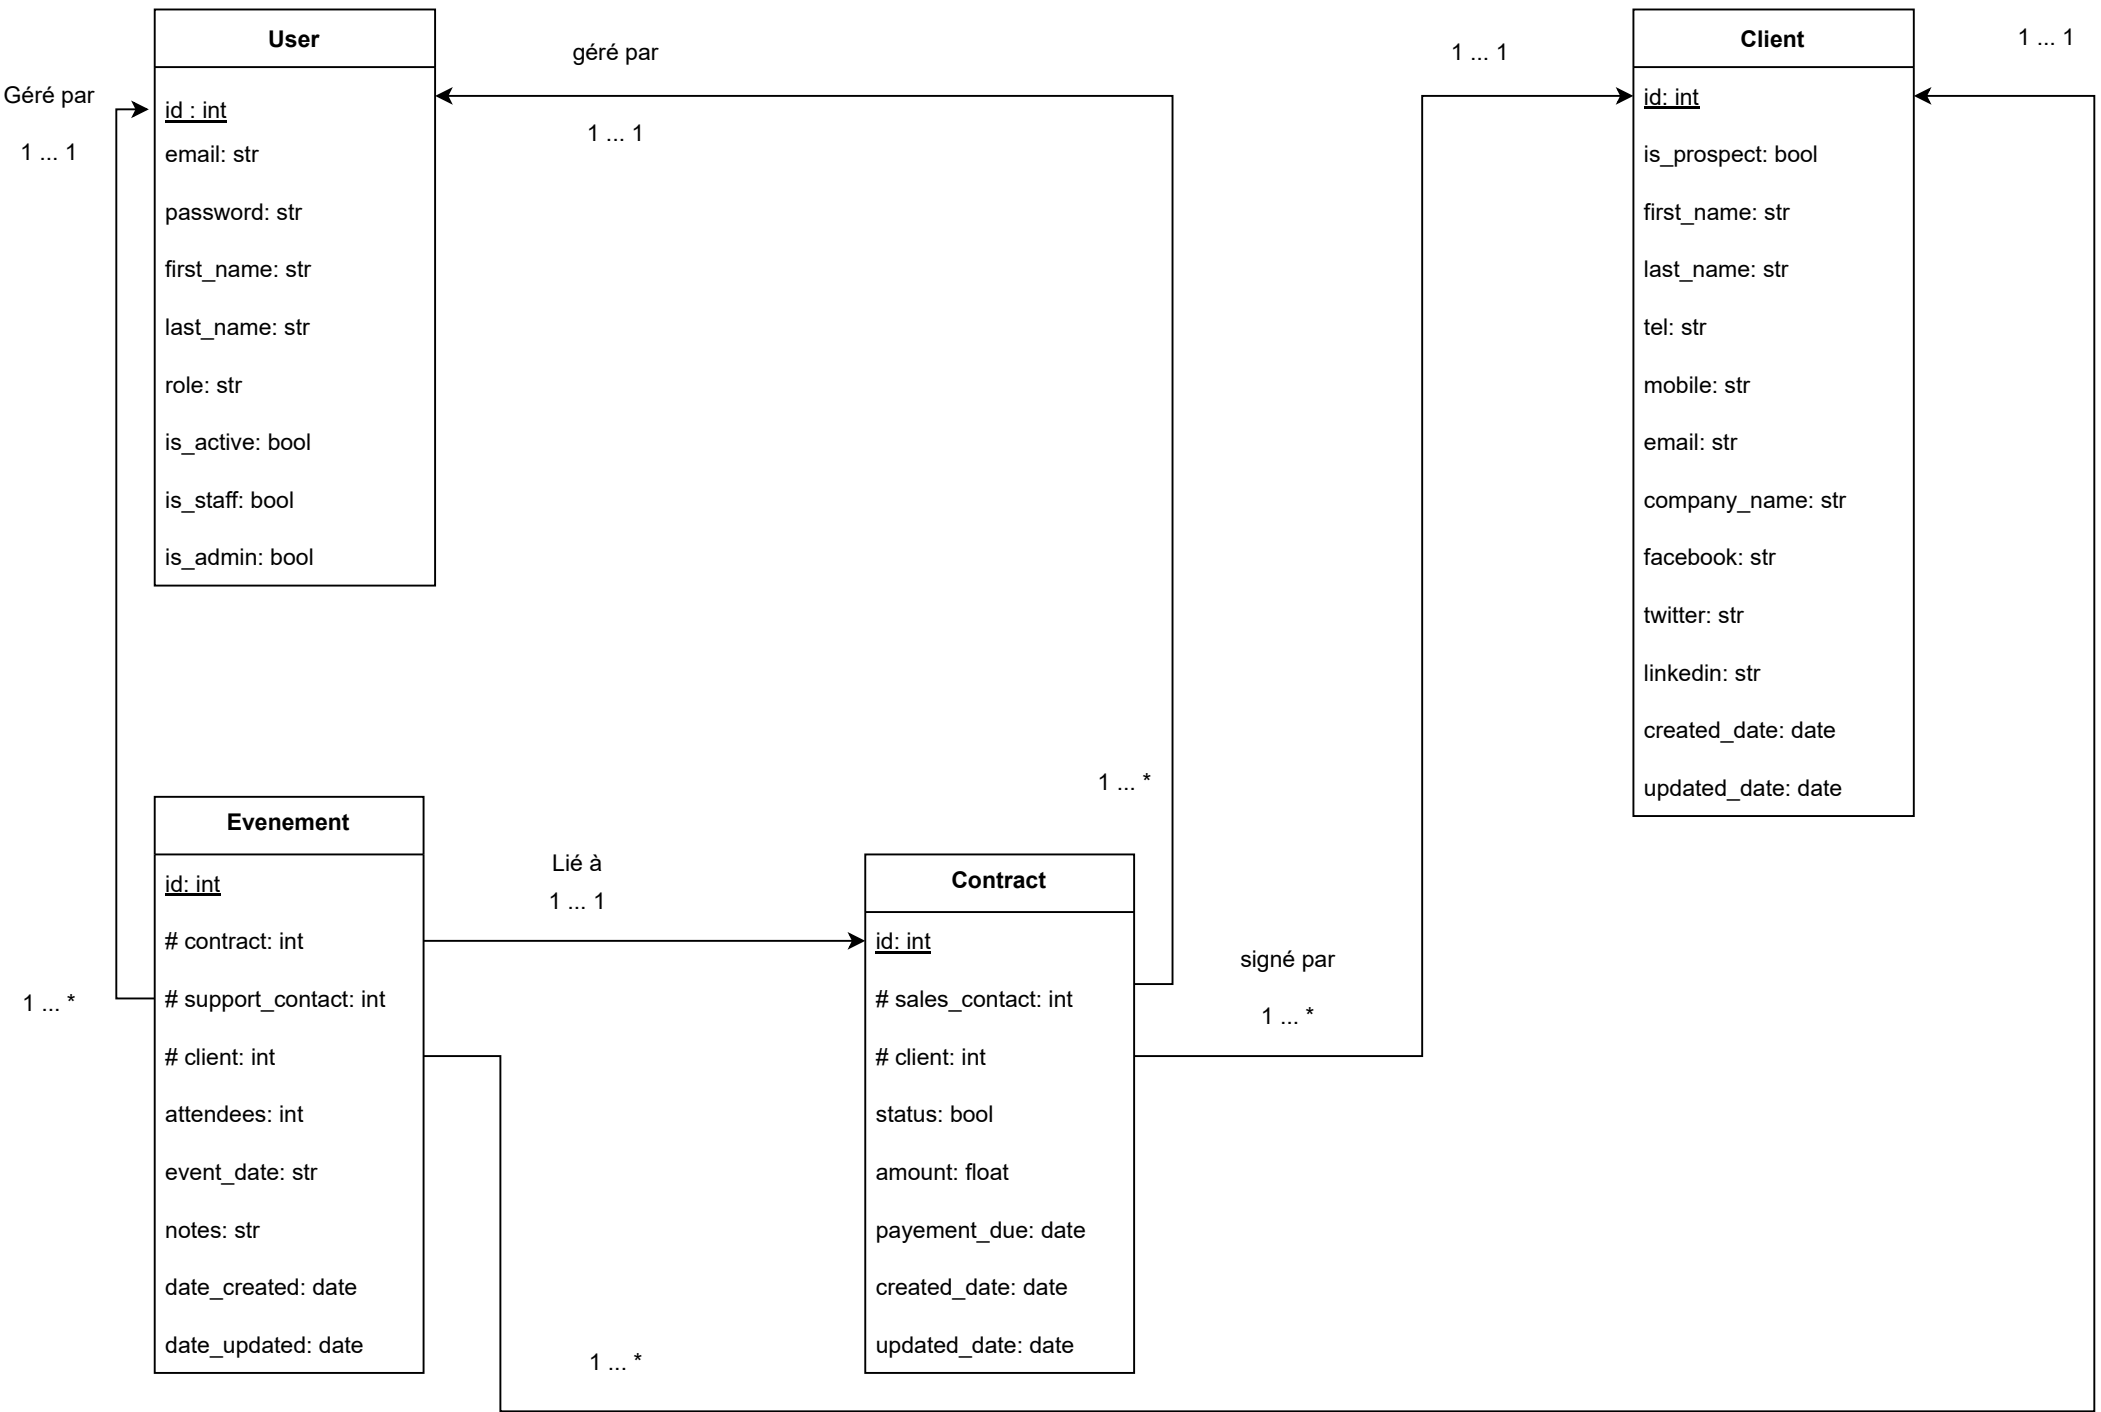 User
id : int
email: str
password: str
first_name: str
last_name: str
role: str
is_active: bool
is_staff: bool
is_admin: bool
Géré par
1 ... 1
géré par
1 ... 1
1 ... 1
Client
id: int
is_prospect: bool
first_name: str
last_name: str
tel: str
mobile: str
email: str
company_name: str
facebook: str
twitter: str
linkedin: str
created_date: date
updated_date: date
1 ... 1
1 ... *
Evenement
id: int
# contract: int
# support_contact: int
# client: int
attendees: int
event_date: str
notes: str
date_created: date
date_updated: date
1 ... *
Lié à
1 ... 1
Contract
id: int
# sales_contact: int
# client: int
status: bool
amount: float
payement_due: date
created_date: date
updated_date: date
signé par
1 ... *
1 ... *